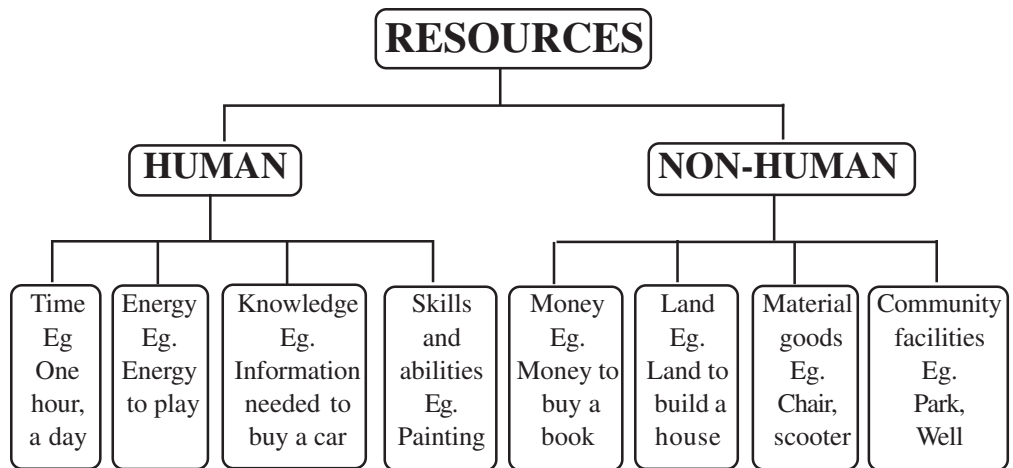 RESOURCES
HUMAN
NON-HUMAN
Time
Eg
One
hour,
a day
Energy
Eg.
Energy
to play
Knowledge
Eg.
Information
needed to
buy a car
Skills
and
abilities
Eg.
Painting
Money
Eg.
Money to
buy a
book
Land
Eg.
Land to
build a
house
Material
goods
Eg.
Chair,
scooter
Community
facilities
Eg.
Park,
Well